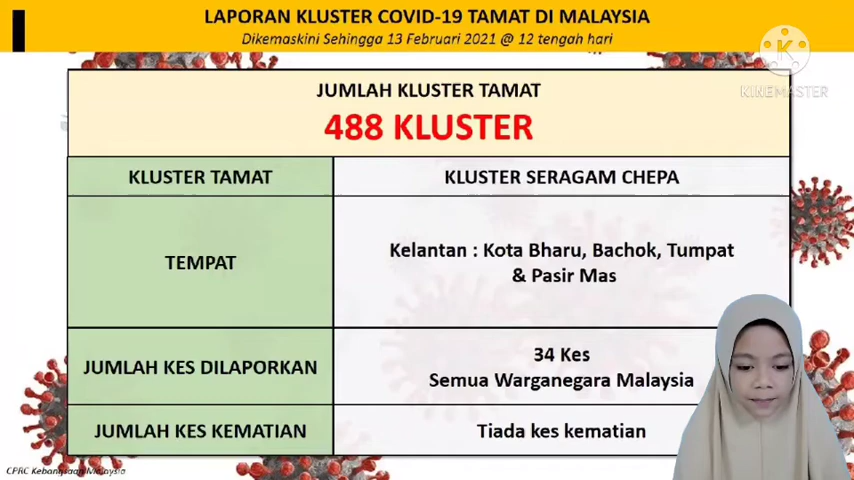 LAPORAN KLUSTER COVID-19 TAMAT DI MALAYSIA
Dikemaskini Sehingga 13 Februari 2021 @ 12 tengah hari
K
KINEMASTER
JUMLAH KLUSTER TAMAT
488 KLUSTER
KLUSTER TAMAT
KLUSTER SERAGAM CHEPA
TEMPAT
Kelantan : Kota Bharu, Bachok, Tumpat
& Pasir Mas
JUMLAH KES DILAPORKAN
34 Kes
Semua Warganegara Malaysia
JUMLAH KES KEMATIAN
Tiada kes kematian
CPRC Kebangsaan Malaysia